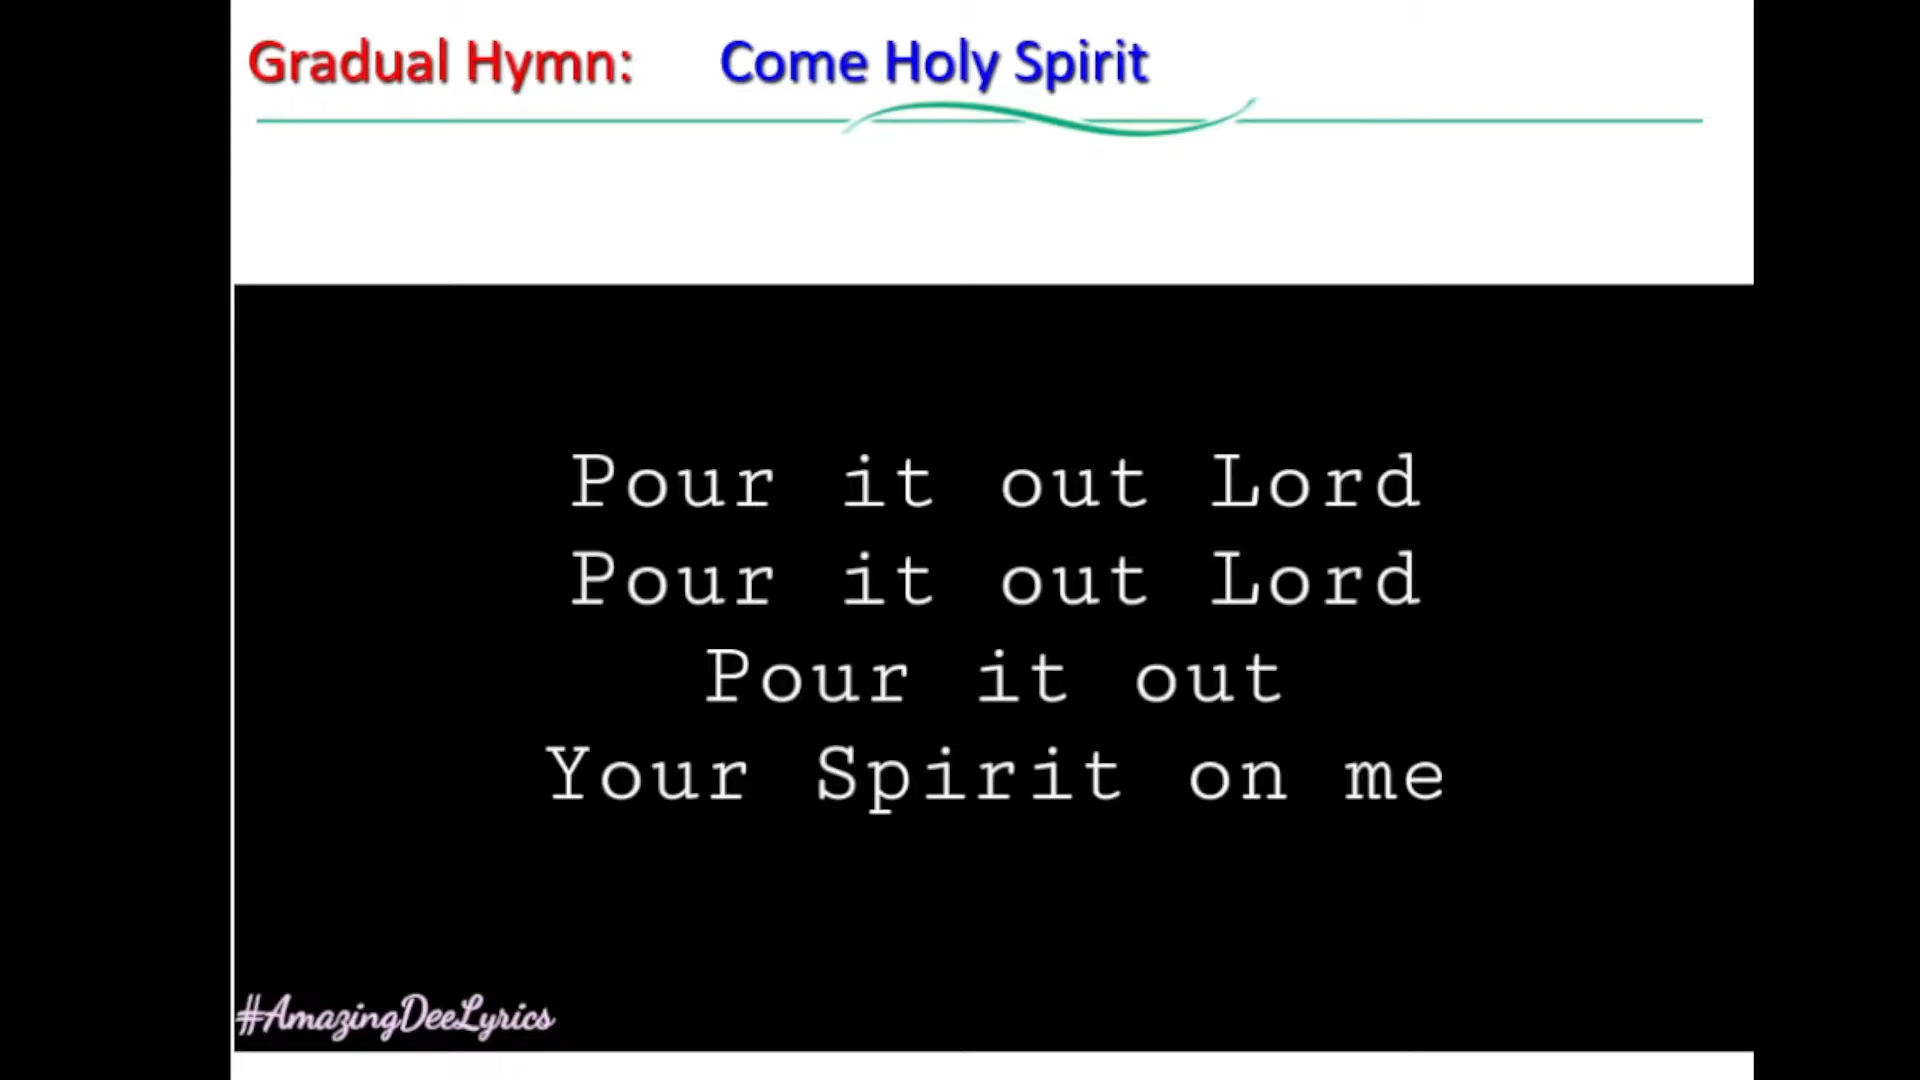 Gradual Hymn: Come Holy Spirit
Pour it out Lord
Pour it out Lord
Pour it out
Your Spirit on me
#AmazingDeeLyrics